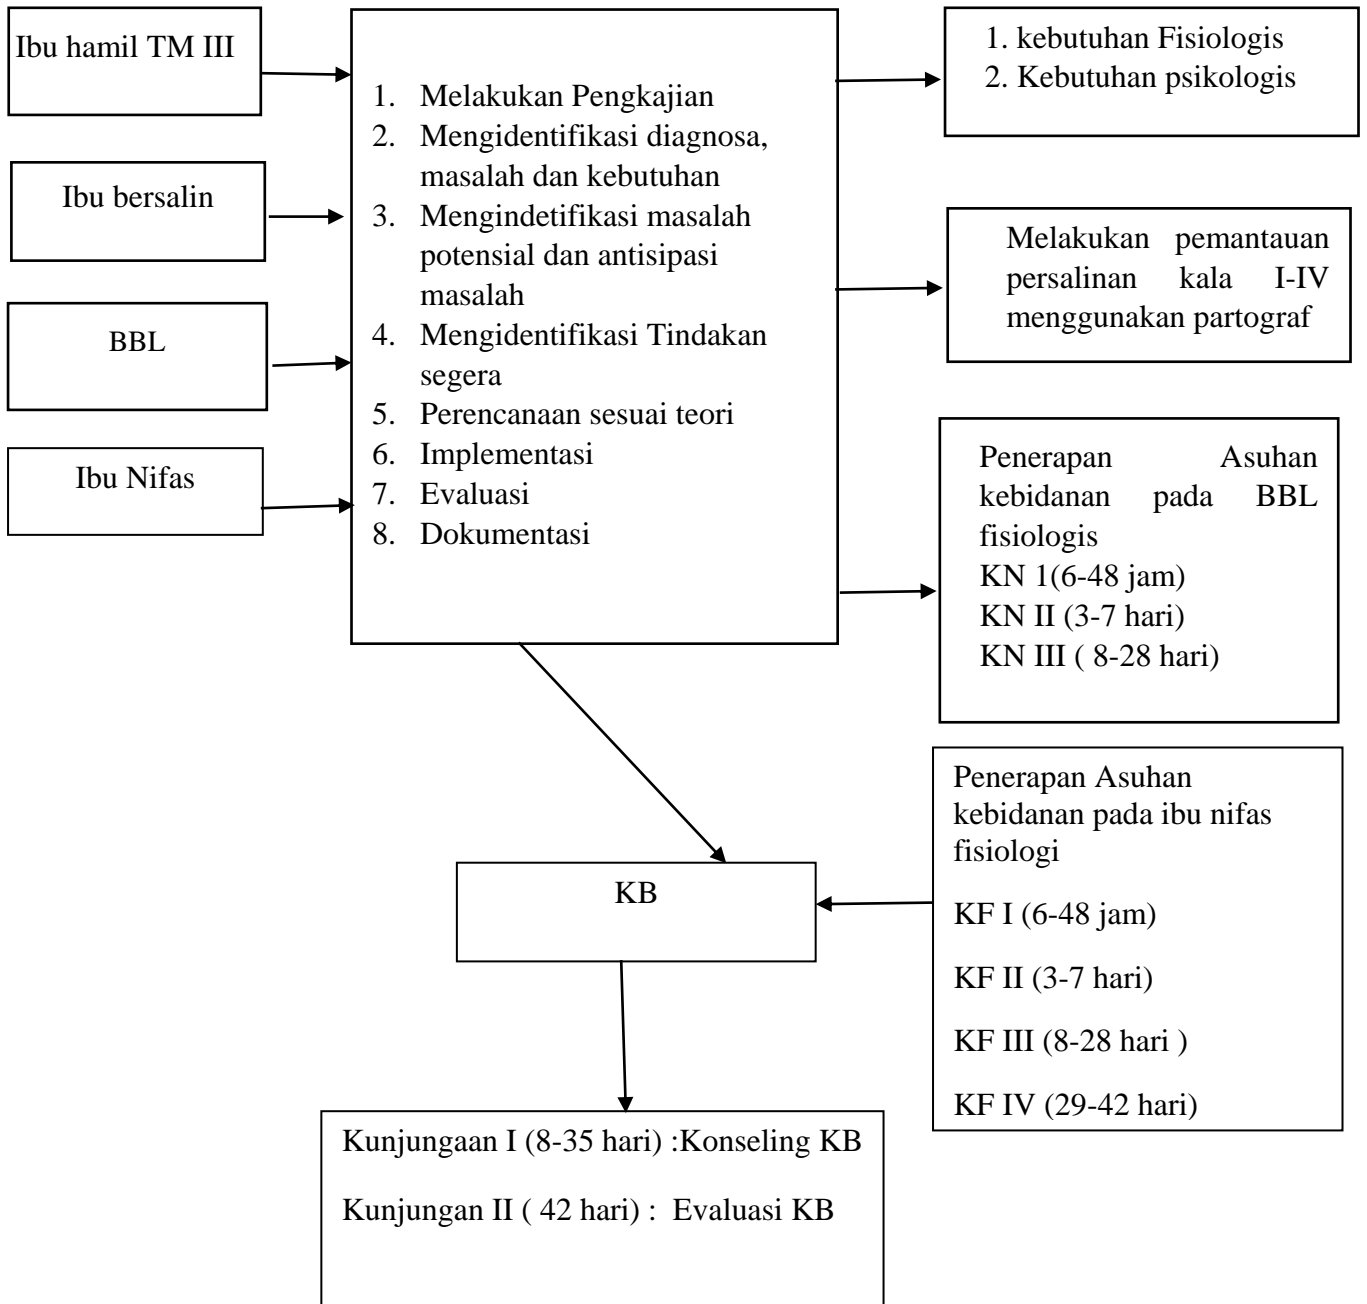 Ibu hamil TM III
Ibu bersalin
BBL
Ibu Nifas
1. Melakukan Pengkajian
2. Mengidentifikasi diagnosa,
masalah dan kebutuhan
3. Mengindetifikasi masalah
potensial dan antisipasi
masalah
4. Mengidentifikasi Tindakan
segera
5. Perencanaan sesuai teori
6. Implementasi
7. Evaluasi
8. Dokumentasi
1. kebutuhan Fisiologis
2. Kebutuhan psikologis
Melakukan pemantauan
persalinan kala I-IV
menggunakan partograf
Penerapan Asuhan
kebidanan pada BBL
fisiologis
KN 1(6-48 jam)
KN II (3-7 hari)
KN III ( 8-28 hari)
Penerapan Asuhan
kebidanan pada ibu nifas
fisiologi
KF I (6-48 jam)
KF II (3-7 hari)
KF III (8-28 hari )
KF IV (29-42 hari)
KB
Kunjungaan I (8-35 hari) :Konseling KB
Kunjungan II ( 42 hari) : Evaluasi KB